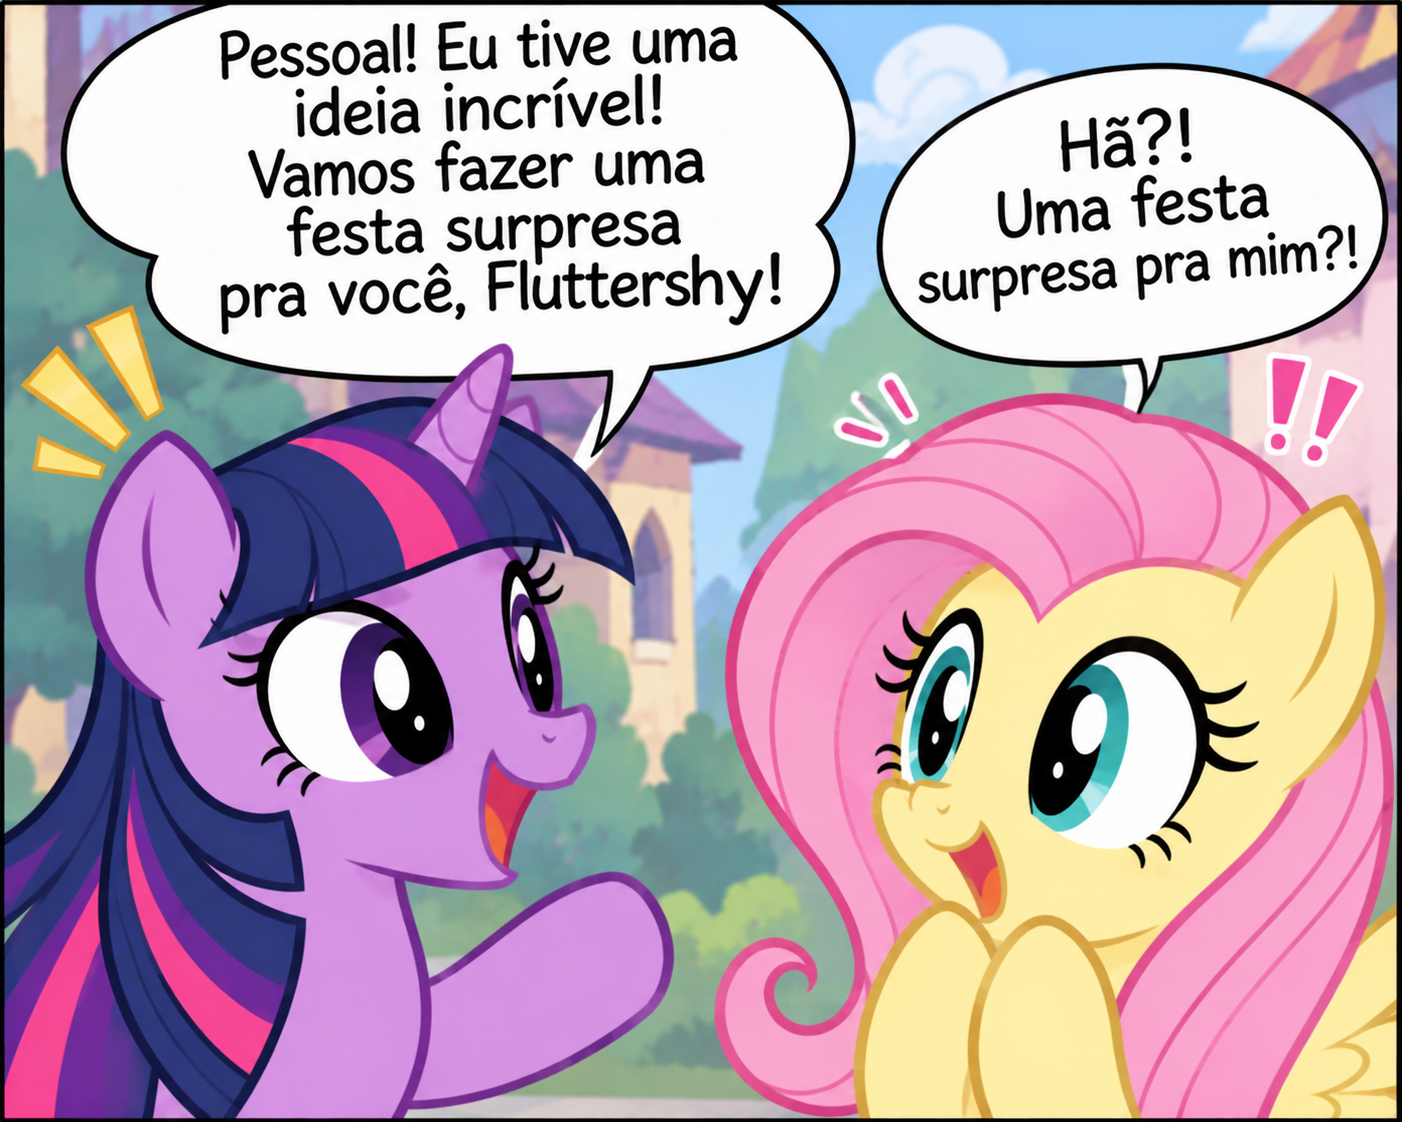 Pessoal! Eu tive uma
ideia incrível!
Vamos fazer uma
festa surpresa
pra você, Fluttershy!
Hã?!
Uma festa
surpresa pra mim?!
!!